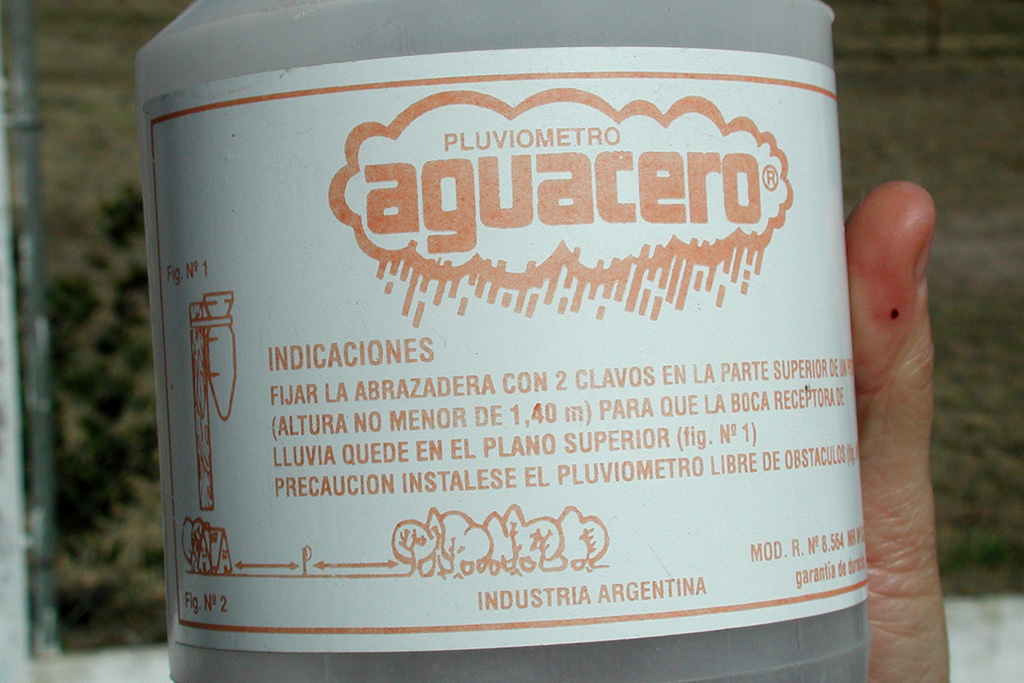 PLUVIOMETRO
aguacero®
Fig. Nº 1
INDICACIONES
FIJAR LA ABRAZADERA CON 2 CLAVOS EN LA PARTE SUPERIOR DE UN
(ALTURA NO MENOR DE 1,40 m) PARA QUE LA BOCA RECEPTORA DE
LLUVIA QUEDE EN EL PLANO SUPERIOR (fig. Nº 1)
PRECAUCION INSTALESE EL PLUVIOMETRO LIBRE DE OBSTACULOS
Fig. Nº 2
INDUSTRIA ARGENTINA
MOD. R. Nº 8.564
garantía de